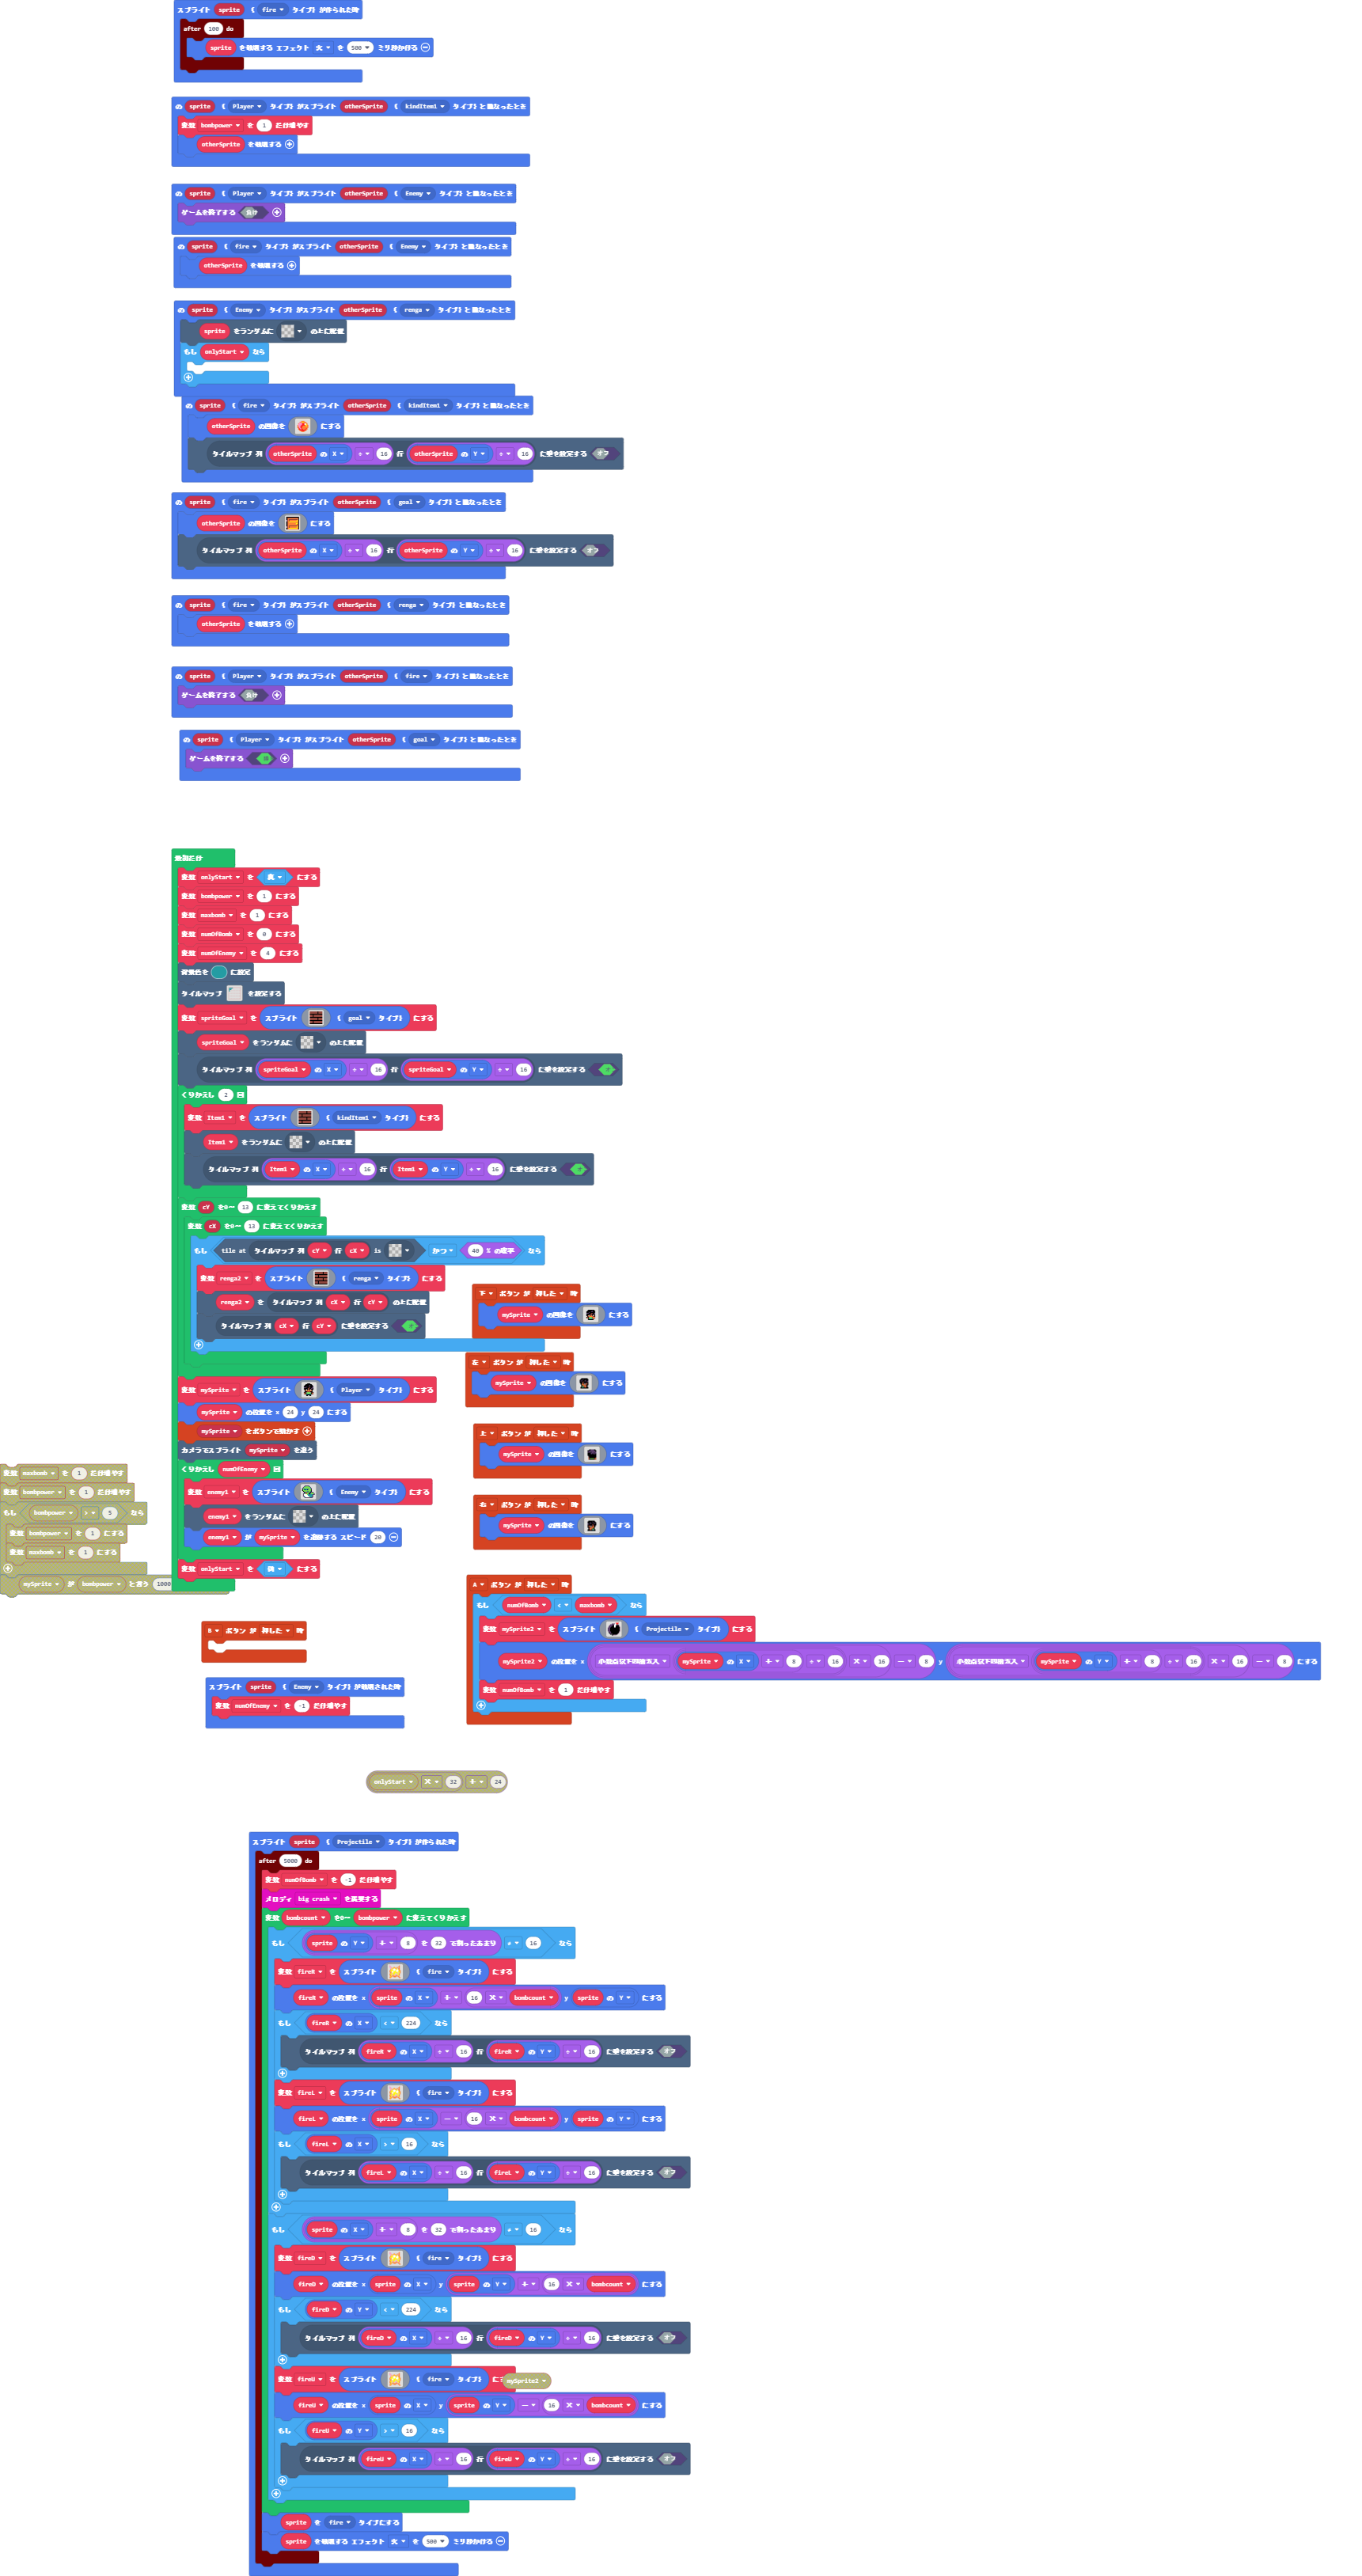 スプライト sprite ( fire タイプ) が作られた時
after 100 do
sprite を破壊する エフェクト 火 を 500 ミリ秒かける
の sprite ( Player タイプ) がスプライト otherSprite ( kindItem1 タイプ) と重なったとき
変数 bombpower を 1 だけ増やす
otherSprite を破壊する
の sprite ( Player タイプ) がスプライト otherSprite ( Enemy タイプ) と重なったとき
ゲームを終了する 負け
の sprite ( fire タイプ) がスプライト otherSprite ( Enemy タイプ) と重なったとき
otherSprite を破壊する
の sprite ( Enemy タイプ) がスプライト otherSprite ( renga タイプ) と重なったとき
sprite をランダムに の上に配置
もし onlyStart なら
の sprite ( fire タイプ) がスプライト otherSprite ( kindItem1 タイプ) と重なったとき
otherSprite の画像を にする
タイルマップ 列 otherSprite の X ÷ 16 行 otherSprite の Y ÷ 16 に壁を設定する オフ
の sprite ( fire タイプ) がスプライト otherSprite ( goal タイプ) と重なったとき
otherSprite の画像を にする
タイルマップ 列 otherSprite の X ÷ 16 行 otherSprite の Y ÷ 16 に壁を設定する オフ
の sprite ( fire タイプ) がスプライト otherSprite ( renga タイプ) と重なったとき
otherSprite を破壊する
の sprite ( Player タイプ) がスプライト otherSprite ( fire タイプ) と重なったとき
ゲームを終了する 負け
の sprite ( Player タイプ) がスプライト otherSprite ( goal タイプ) と重なったとき
ゲームを終了する
最初だけ
変数 onlyStart を 真 にする
変数 bombpower を 1 にする
変数 maxbomb を 1 にする
変数 numOfBomb を 0 にする
変数 numOfEnemy を 4 にする
背景色を に設定
タイルマップ を設定する
変数 spriteGoal を スプライト ( goal タイプ) にする
spriteGoal をランダムに の上に配置
タイルマップ 列 spriteGoal の X ÷ 16 行 spriteGoal の Y ÷ 16 に壁を設定する
くりかえし 2 回
変数 Item1 を スプライト ( kindItem1 タイプ) にする
Item1 をランダムに の上に配置
タイルマップ 列 Item1 の X ÷ 16 行 Item1 の Y ÷ 16 に壁を設定する
変数 cY を0〜 13 に変えてくりかえす
変数 cX を0〜 13 に変えてくりかえす
もし tile at タイルマップ 列 cY 行 cX is かつ 40 % の確率 なら
変数 renga2 を スプライト ( renga タイプ) にする
renga2 を タイルマップ 列 cX 行 cY の上に配置
タイルマップ 列 cX 行 cY に壁を設定する
下 ボタン が 押した 時
mySprite の画像を にする
左 ボタン が 押した 時
mySprite の画像を にする
上 ボタン が 押した 時
mySprite の画像を にする
右 ボタン が 押した 時
mySprite の画像を にする
変数 mySprite を スプライト ( Player タイプ) にする
mySprite の位置を x 24 y 24 にする
mySprite をボタンで動かす
カメラでスプライト mySprite を追う
くりかえし numOfEnemy 回
変数 enemy1 を スプライト ( Enemy タイプ)
enemy1 をランダムに の上に配置
enemy1 が mySprite を追跡する スピード 20
変数 onlyStart を 偽 にする
変数 maxbomb を 1 だけ増やす
変数 bombpower を 1 だけ増やす
もし bombpower > 5 なら
変数 bombpower を 1 にする
変数 maxbomb を 1 にする
mySprite が bombpower と言う 1000
A ボタン が 押した 時
もし numOfBomb < maxbomb なら
変数 mySprite2 を スプライト ( Projectile タイプ) にする
mySprite2 の位置を x 小数点以下四捨五入 mySprite の X + 8 ÷ 16 × 16 − 8 y 小数点以下四捨五入 mySprite の Y + 8 ÷ 16 × 16 − 8 にする
変数 numOfBomb を 1 だけ増やす
B ボタン が 押した 時
スプライト sprite ( Enemy タイプ) が破壊された時
変数 numOfEnemy を -1 だけ増やす
onlyStart × 32 + 24
スプライト sprite ( Projectile タイプ) が作られた時
after 5000 do
変数 numOfBomb を -1 だけ増やす
メロディ big crash を演奏する
変数 bombcount を0〜 bombpower に変えてくりかえす
もし sprite の Y + 8 を 32 で割ったあまり ≠ 16 なら
変数 fireR を スプライト ( fire タイプ) にする
fireR の位置を x sprite の X + 16 × bombcount y sprite の Y にする
もし fireR の X < 224 なら
タイルマップ 列 fireR の X ÷ 16 行 fireR の Y ÷ 16 に壁を設定する オフ
変数 fireL を スプライト ( fire タイプ) にする
fireL の位置を x sprite の X − 16 × bombcount y sprite の Y にする
もし fireL の X > 16 なら
タイルマップ 列 fireL の X ÷ 16 行 fireL の Y ÷ 16 に壁を設定する オフ
もし sprite の X + 8 を 32 で割ったあまり ≠ 16 なら
変数 fireD を スプライト ( fire タイプ) にする
fireD の位置を x sprite の X y sprite の Y + 16 × bombcount にする
もし fireD の Y < 224 なら
タイルマップ 列 fireD の X ÷ 16 行 fireD の Y ÷ 16 に壁を設定する オフ
変数 fireU を スプライト ( fire タイプ) に
mySprite2
fireU の位置を x sprite の X y sprite の Y − 16 × bombcount にする
もし fireU の Y > 16 なら
タイルマップ 列 fireU の X ÷ 16 行 fireU の Y ÷ 16 に壁を設定する オフ
sprite を fire タイプにする
sprite を破壊する エフェクト 火 を 500 ミリ秒かける